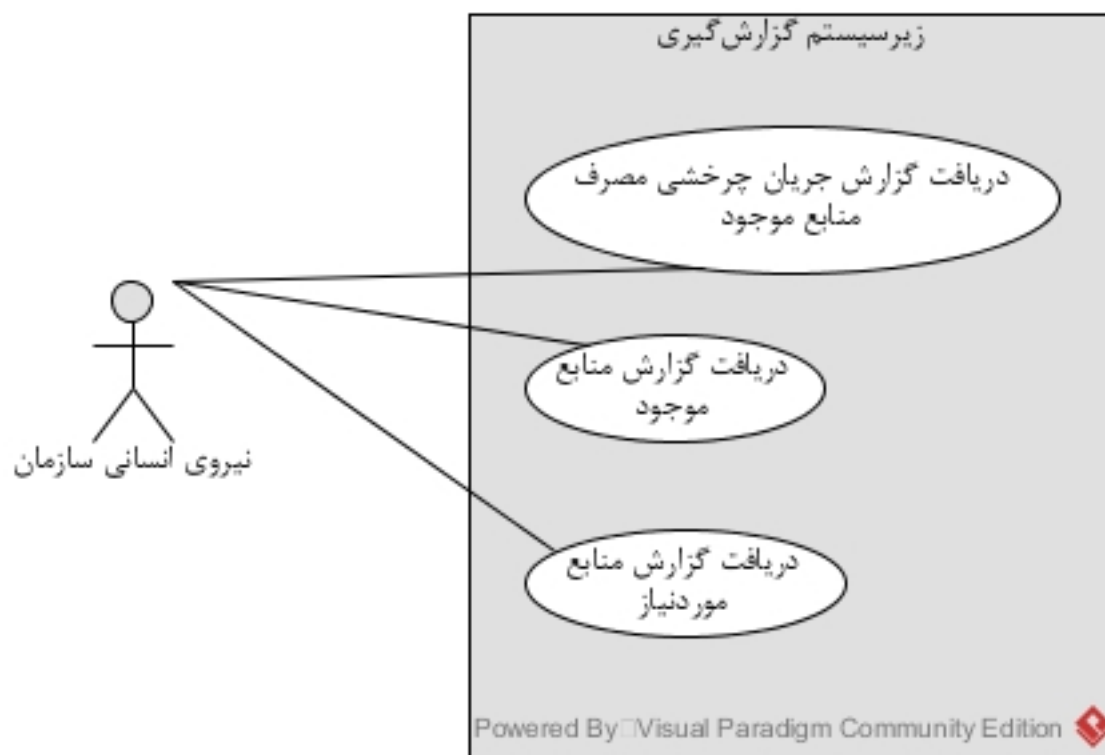 زیرسیستم گزارش‌گیری
دریافت گزارش جریان چرخشی مصرف
منابع موجود
دریافت گزارش منابع
موجود
نیروی انسانی سازمان
دریافت گزارش منابع
موردنیاز
Powered By□Visual Paradigm Community Edition